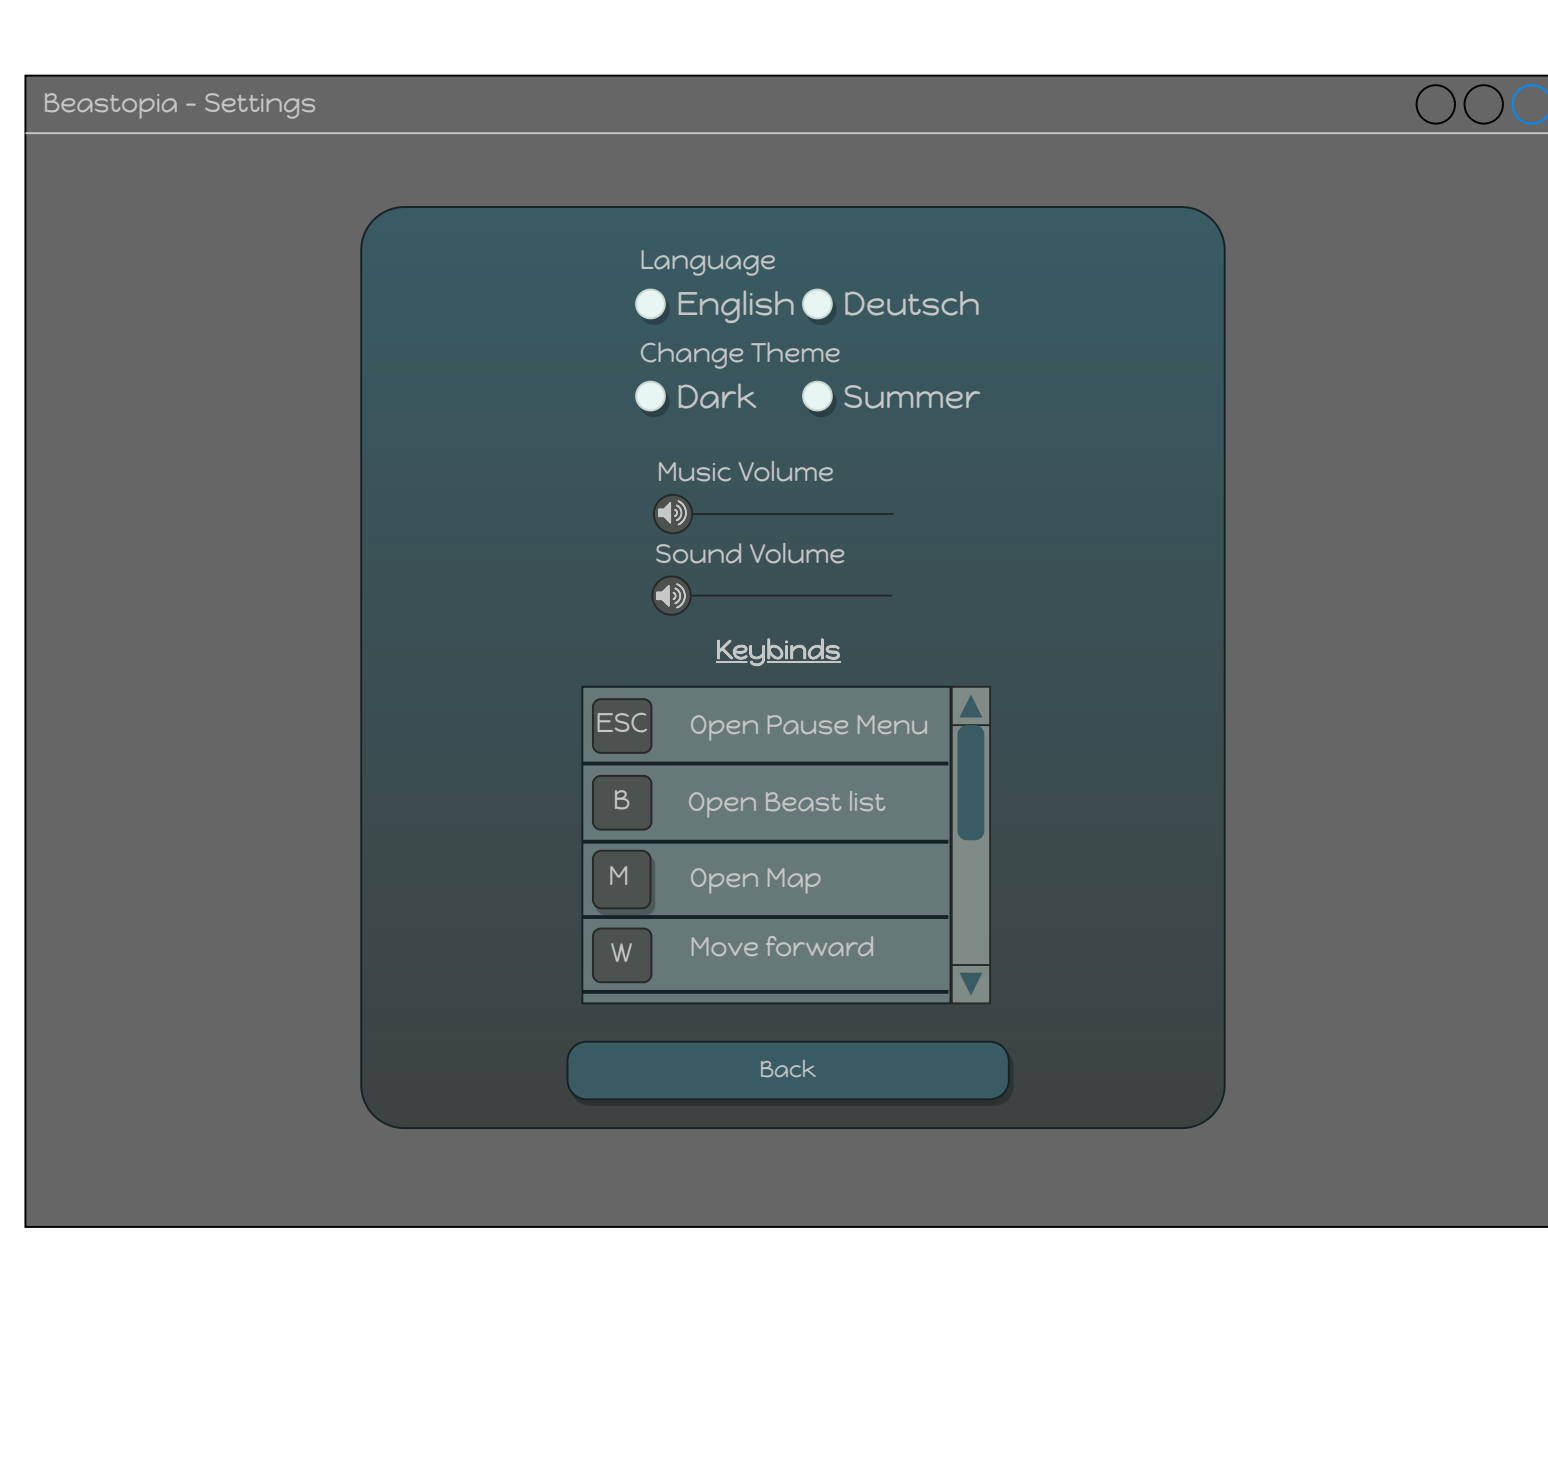 Beastopia - Settings
Language
English Deutsch
Change Theme
Dark Summer
Music Volume
Sound Volume
Keybinds
ESC Open Pause Menu
B Open Beast list
M Open Map
W Move forward
Back